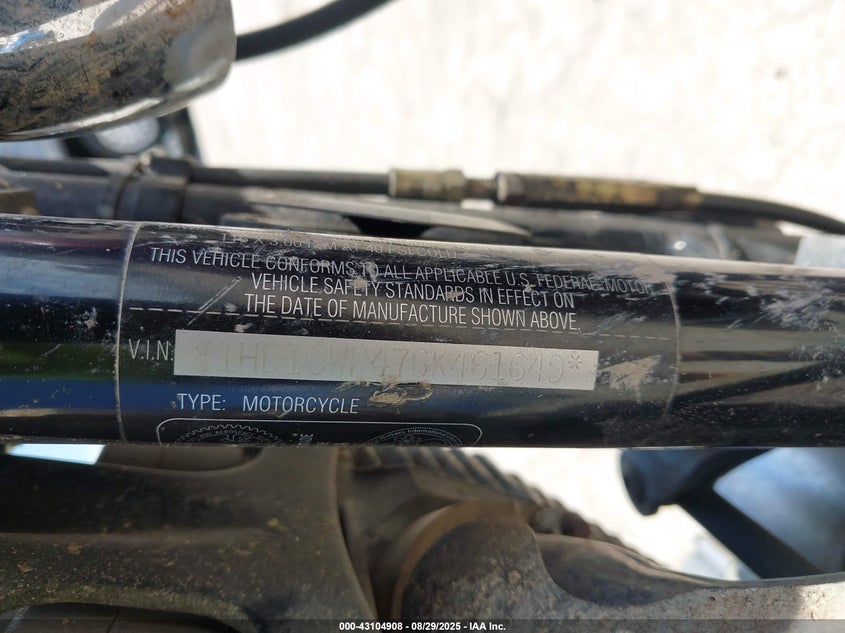 THIS VEHICLE CONFORMS TO ALL APPLICABLE U.S. FEDERAL MOTOR
VEHICLE SAFETY STANDARDS IN EFFECT ON
THE DATE OF MANUFACTURE SHOWN ABOVE.
V.I.N. *1HD1CWP476K461649*
TYPE: MOTORCYCLE
000-43104908 - 08/29/2025 - IAA Inc.